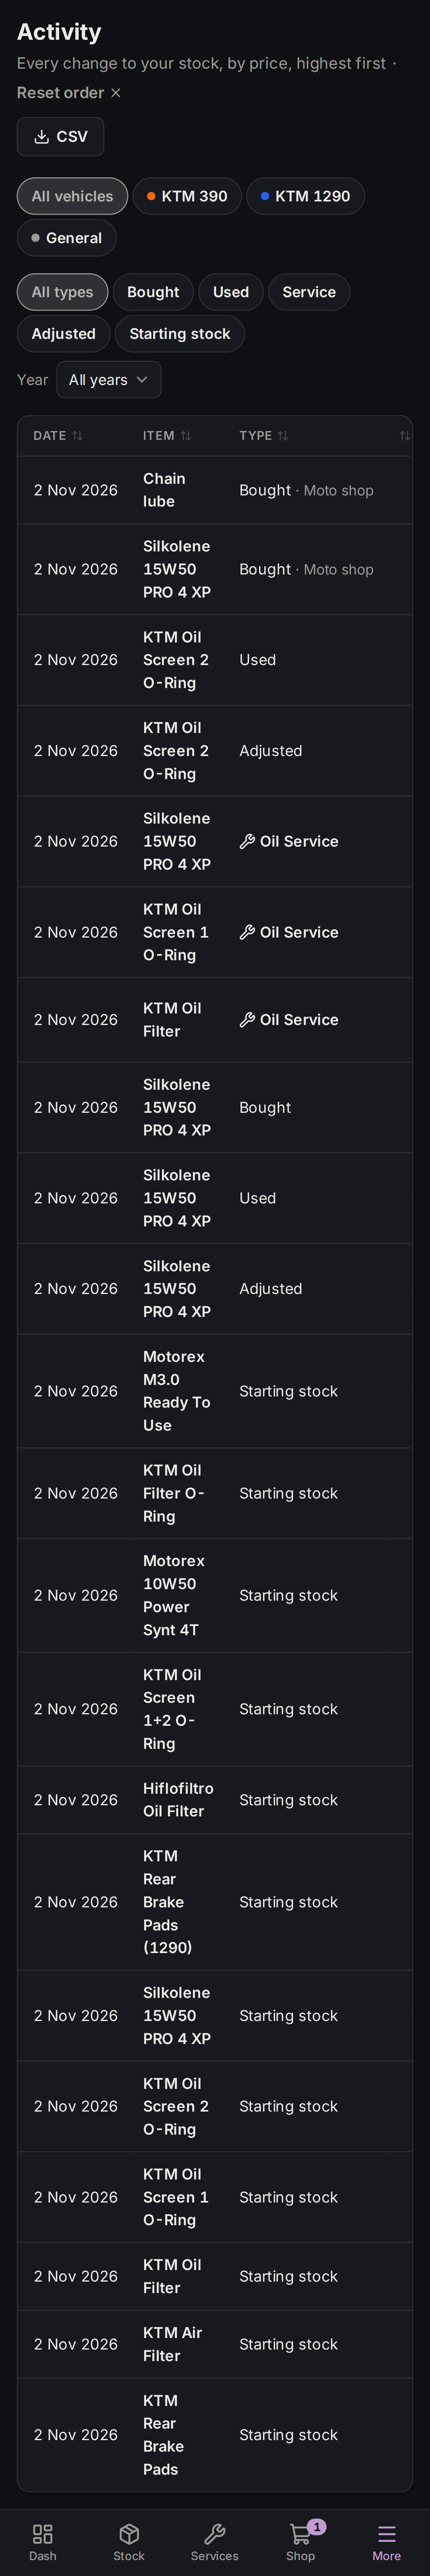 Activity
Every change to your stock, by price, highest first ·
Reset order ×
CSV
All vehicles
KTM 390
KTM 1290
General
All types
Bought
Used
Service
Adjusted
Starting stock
Year
All years
DATE
ITEM
TYPE
2 Nov 2026
Chain
lube
Bought · Moto shop
2 Nov 2026
Silkolene
15W50
PRO 4 XP
Bought · Moto shop
2 Nov 2026
KTM Oil
Screen 2
O-Ring
Used
2 Nov 2026
KTM Oil
Screen 2
O-Ring
Adjusted
2 Nov 2026
Silkolene
15W50
PRO 4 XP
Oil Service
2 Nov 2026
KTM Oil
Screen 1
O-Ring
Oil Service
2 Nov 2026
KTM Oil
Filter
Oil Service
2 Nov 2026
Silkolene
15W50
PRO 4 XP
Bought
2 Nov 2026
Silkolene
15W50
PRO 4 XP
Used
2 Nov 2026
Silkolene
15W50
PRO 4 XP
Adjusted
2 Nov 2026
Motorex
M3.0
Ready To
Use
Starting stock
2 Nov 2026
KTM Oil
Filter O-
Ring
Starting stock
2 Nov 2026
Motorex
10W50
Power
Synt 4T
Starting stock
2 Nov 2026
KTM Oil
Screen
1+2 O-
Ring
Starting stock
2 Nov 2026
Hiflofiltro
Oil Filter
Starting stock
2 Nov 2026
KTM
Rear
Brake
Pads
(1290)
Starting stock
2 Nov 2026
Silkolene
15W50
PRO 4 XP
Starting stock
2 Nov 2026
KTM Oil
Screen 2
O-Ring
Starting stock
2 Nov 2026
KTM Oil
Screen 1
O-Ring
Starting stock
2 Nov 2026
KTM Oil
Filter
Starting stock
2 Nov 2026
KTM Air
Filter
Starting stock
2 Nov 2026
KTM
Rear
Brake
Pads
Starting stock
1
Dash
Stock
Services
Shop
More